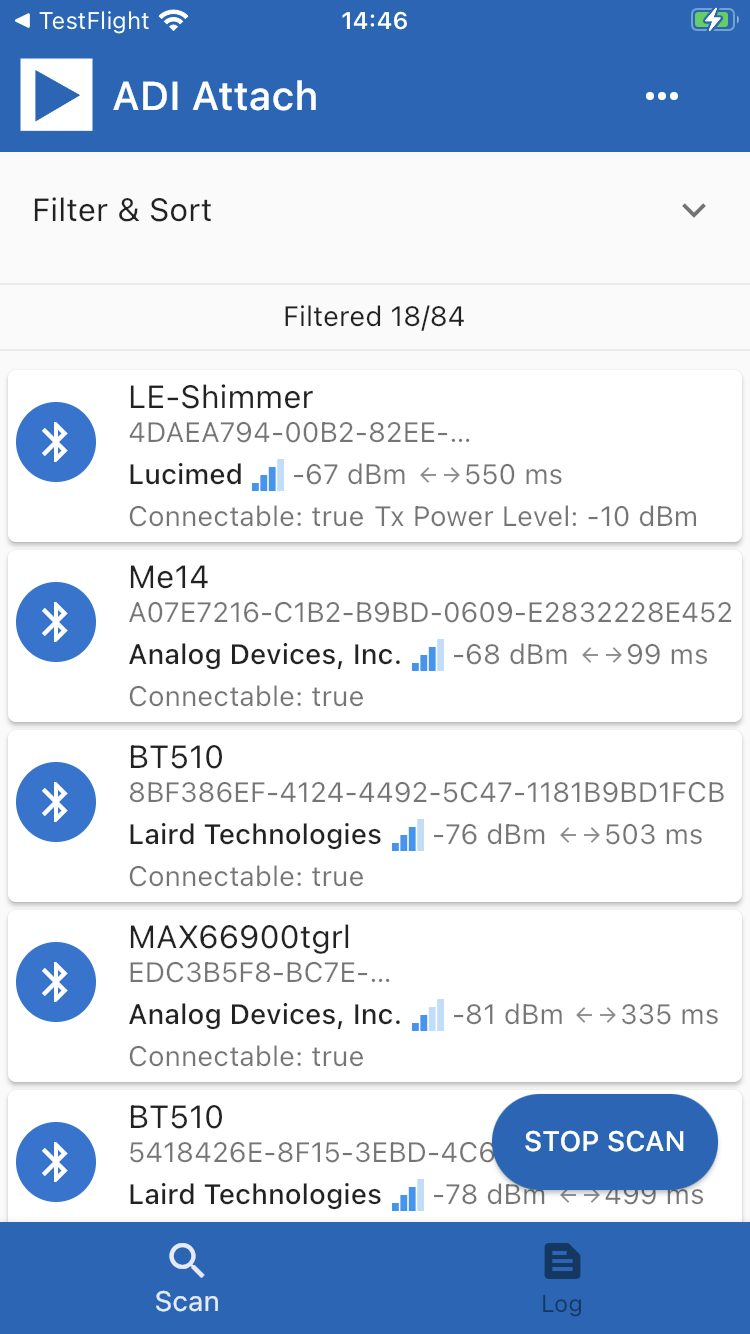 TestFlight 14:46
ADI Attach
Filter & Sort
Filtered 18/84
LE-Shimmer
4DAEA794-00B2-82EE-...
Lucimed -67 dBm ←→550 ms
Connectable: true Tx Power Level: -10 dBm
Me14
A07E7216-C1B2-B9BD-0609-E2832228E452
Analog Devices, Inc. -68 dBm ←→99 ms
Connectable: true
BT510
8BF386EF-4124-4492-5C47-1181B9BD1FCB
Laird Technologies -76 dBm ←→503 ms
Connectable: true
MAX66900tgrl
EDC3B5F8-BC7E-...
Analog Devices, Inc. -81 dBm ←→335 ms
Connectable: true
BT510
5418426E-8F15-3EBD-4C6
STOP SCAN
Laird Technologies -78 dBm ←→499 ms
Scan Log